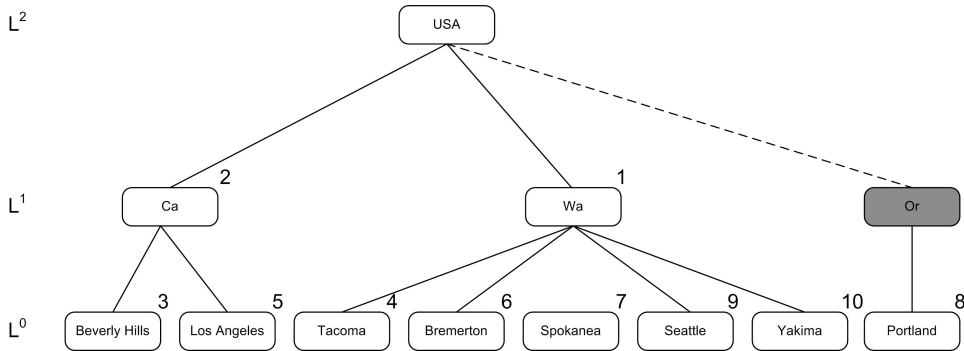 L² USA
L¹ Ca 2 Wa 1 Or
L⁰ Beverly Hills 3 Los Angeles 5 Tacoma 4 Bremerton 6 Spokanea 7 Seattle 9 Yakima 10 Portland 8